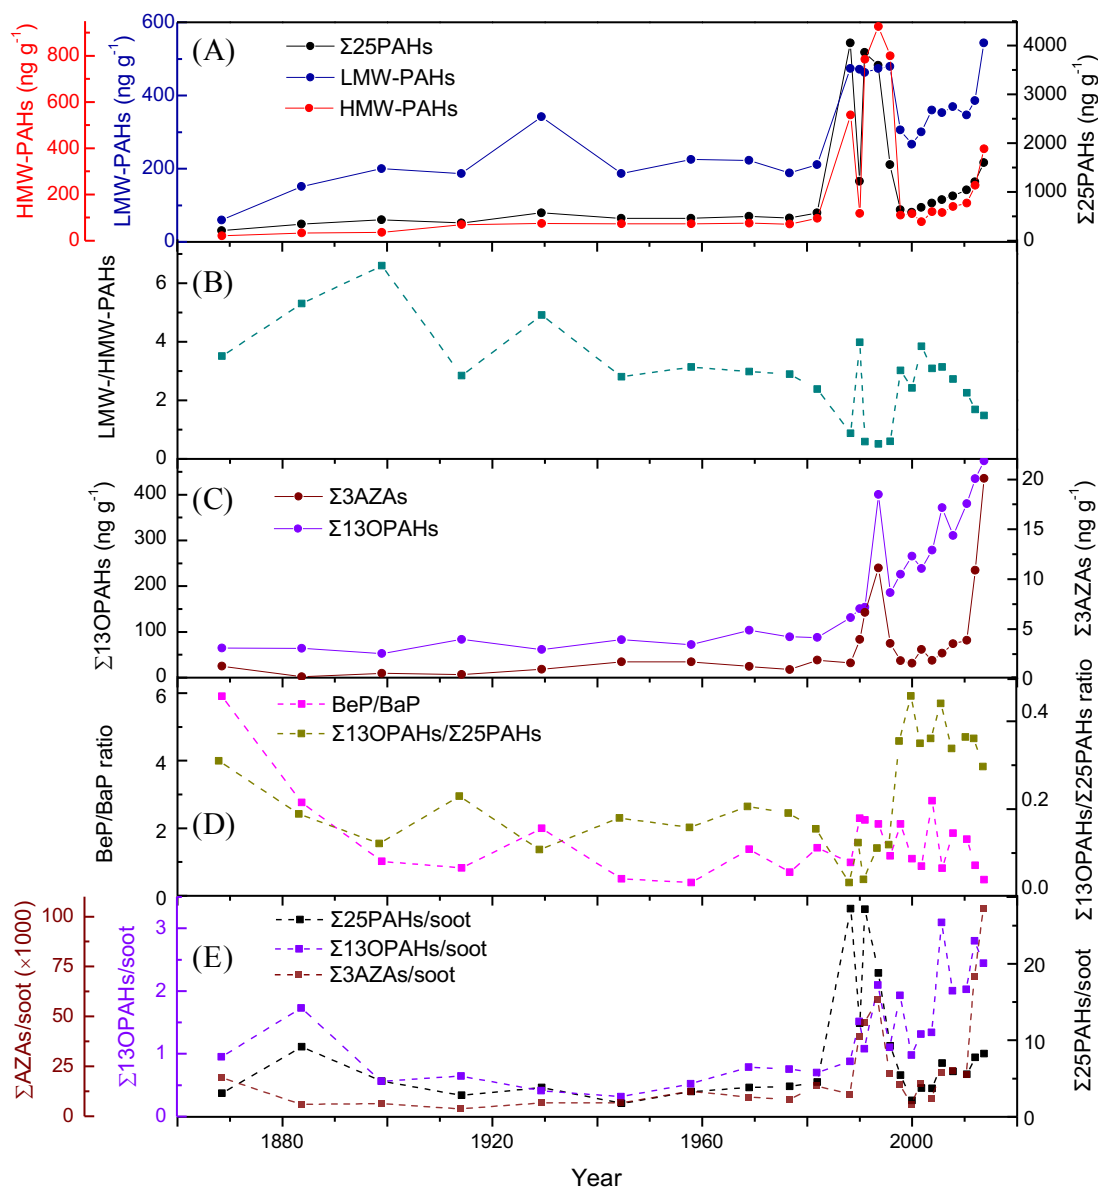 HMW-PAHs (ng g⁻¹)
800
600
400
200
0
LMW-PAHs (ng g⁻¹)
600
400
200
0
(A)
Σ25PAHs
LMW-PAHs
HMW-PAHs
4000
3000
2000
1000
0
Σ25PAHs (ng g⁻¹)
LMW-/HMW-PAHs
6
4
2
0
(B)
Σ13OPAHs (ng g⁻¹)
400
300
200
100
0
(C)
Σ3AZAs
Σ13OPAHs
20
15
10
5
0
Σ3AZAs (ng g⁻¹)
BeP/BaP ratio
6
4
2
0
(D)
BeP/BaP
Σ13OPAHs/Σ25PAHs
0.4
0.2
0.0
Σ13OPAHs/Σ25PAHs ratio
ΣAZAs/soot (×1000)
100
75
50
25
0
Σ13OPAHs/soot
3
2
1
0
(E)
Σ25PAHs/soot
Σ13OPAHs/soot
Σ3AZAs/soot
20
10
0
Σ25PAHs/soot
1880
1920
1960
2000
Year